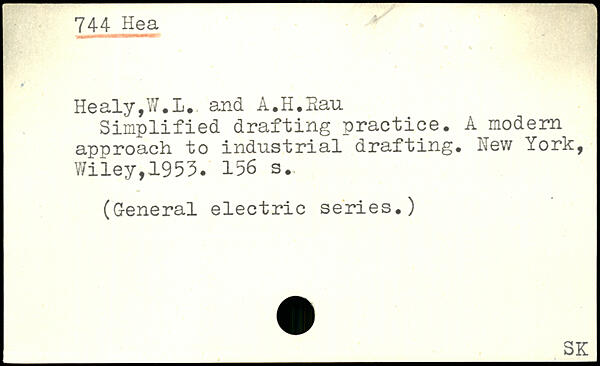 744 Hea
Healy,W.L. and A.H.Rau
Simplified drafting practice. A modern
approach to industrial drafting. New York,
Wiley,1953. 156 s.
(General electric series.)
SK